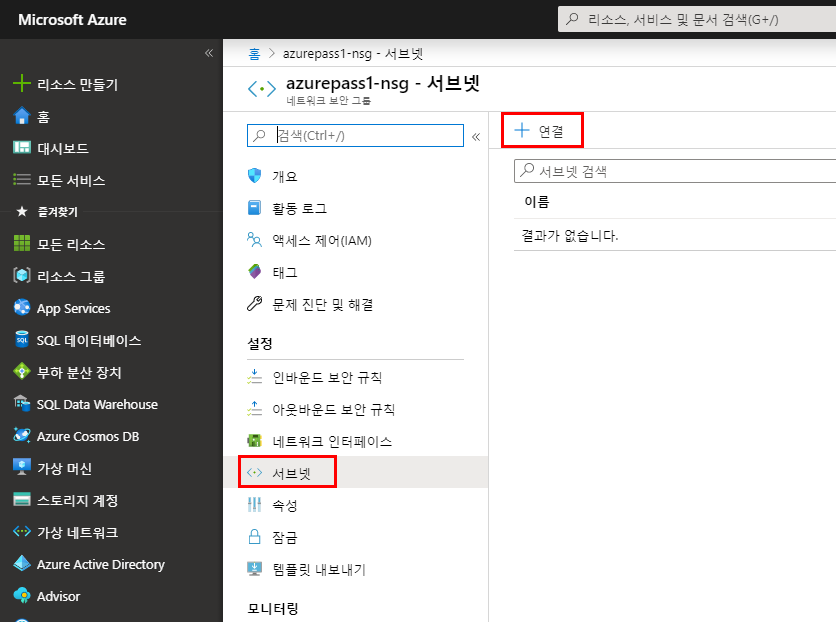 Microsoft Azure
리소스, 서비스 및 문서 검색(G+/)
«
리소스 만들기
홈
대시보드
모든 서비스
즐겨찾기
모든 리소스
리소스 그룹
App Services
SQL 데이터베이스
부하 분산 장치
SQL Data Warehouse
Azure Cosmos DB
가상 머신
스토리지 계정
가상 네트워크
Azure Active Directory
Advisor
홈 > azurepass1-nsg - 서브넷
azurepass1-nsg - 서브넷
네트워크 보안 그룹
검색(Ctrl+/)
«
개요
활동 로그
액세스 제어(IAM)
태그
문제 진단 및 해결
설정
인바운드 보안 규칙
아웃바운드 보안 규칙
네트워크 인터페이스
서브넷
속성
잠금
템플릿 내보내기
모니터링
+ 연결
서브넷 검색
이름
결과가 없습니다.